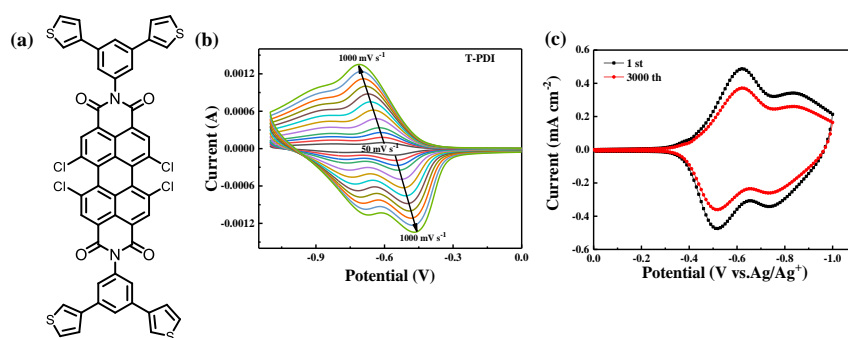 (a)
S
S
O
N
O
Cl
Cl
Cl
Cl
O
N
O
S
S
(b)
T-PDI
1000 mV s-1
50 mV s-1
1000 mV s-1
0.0012
0.0006
0.0000
-0.0006
-0.0012
Current (A)
-0.9
-0.6
-0.3
0.0
Potential (V)
(c)
1 st
3000 th
0.6
0.4
0.2
0.0
-0.2
-0.4
-0.6
Current (mA cm-2)
0.0
-0.2
-0.4
-0.6
-0.8
-1.0
Potential (V vs.Ag/Ag+)